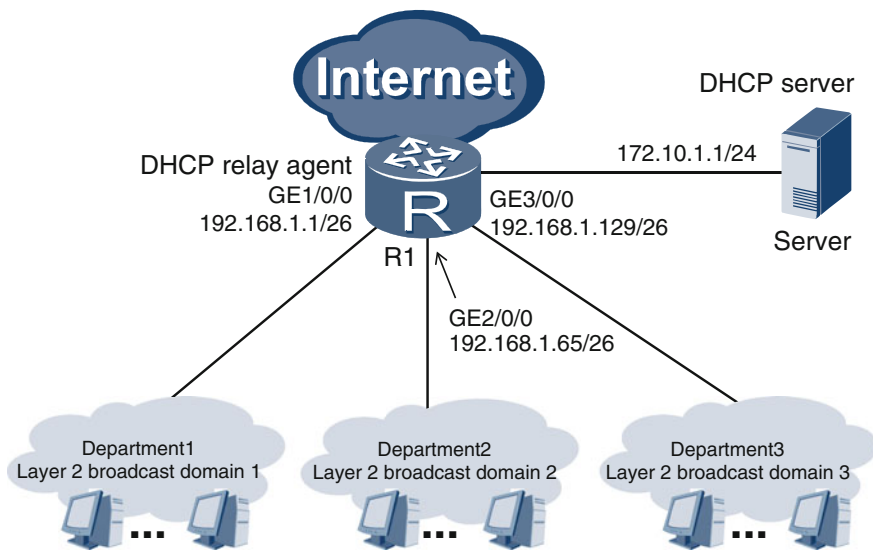 Internet
DHCP server
172.10.1.1/24
DHCP relay agent
GE1/0/0
192.168.1.1/26
R
GE3/0/0
192.168.1.129/26
Server
R1
GE2/0/0
192.168.1.65/26
Department1
Layer 2 broadcast domain 1
Department2
Layer 2 broadcast domain 2
Department3
Layer 2 broadcast domain 3
...
...
...